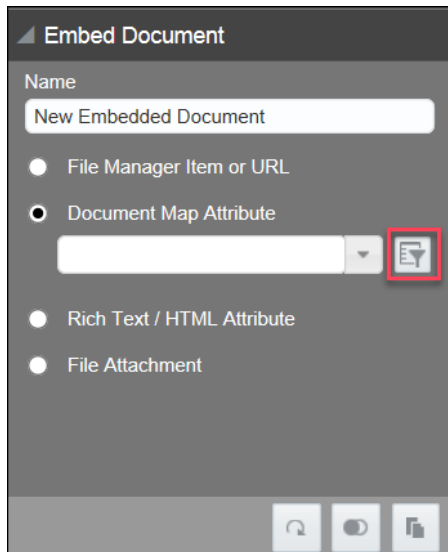 Embed Document
Name
New Embedded Document
File Manager Item or URL
Document Map Attribute
Rich Text / HTML Attribute
File Attachment